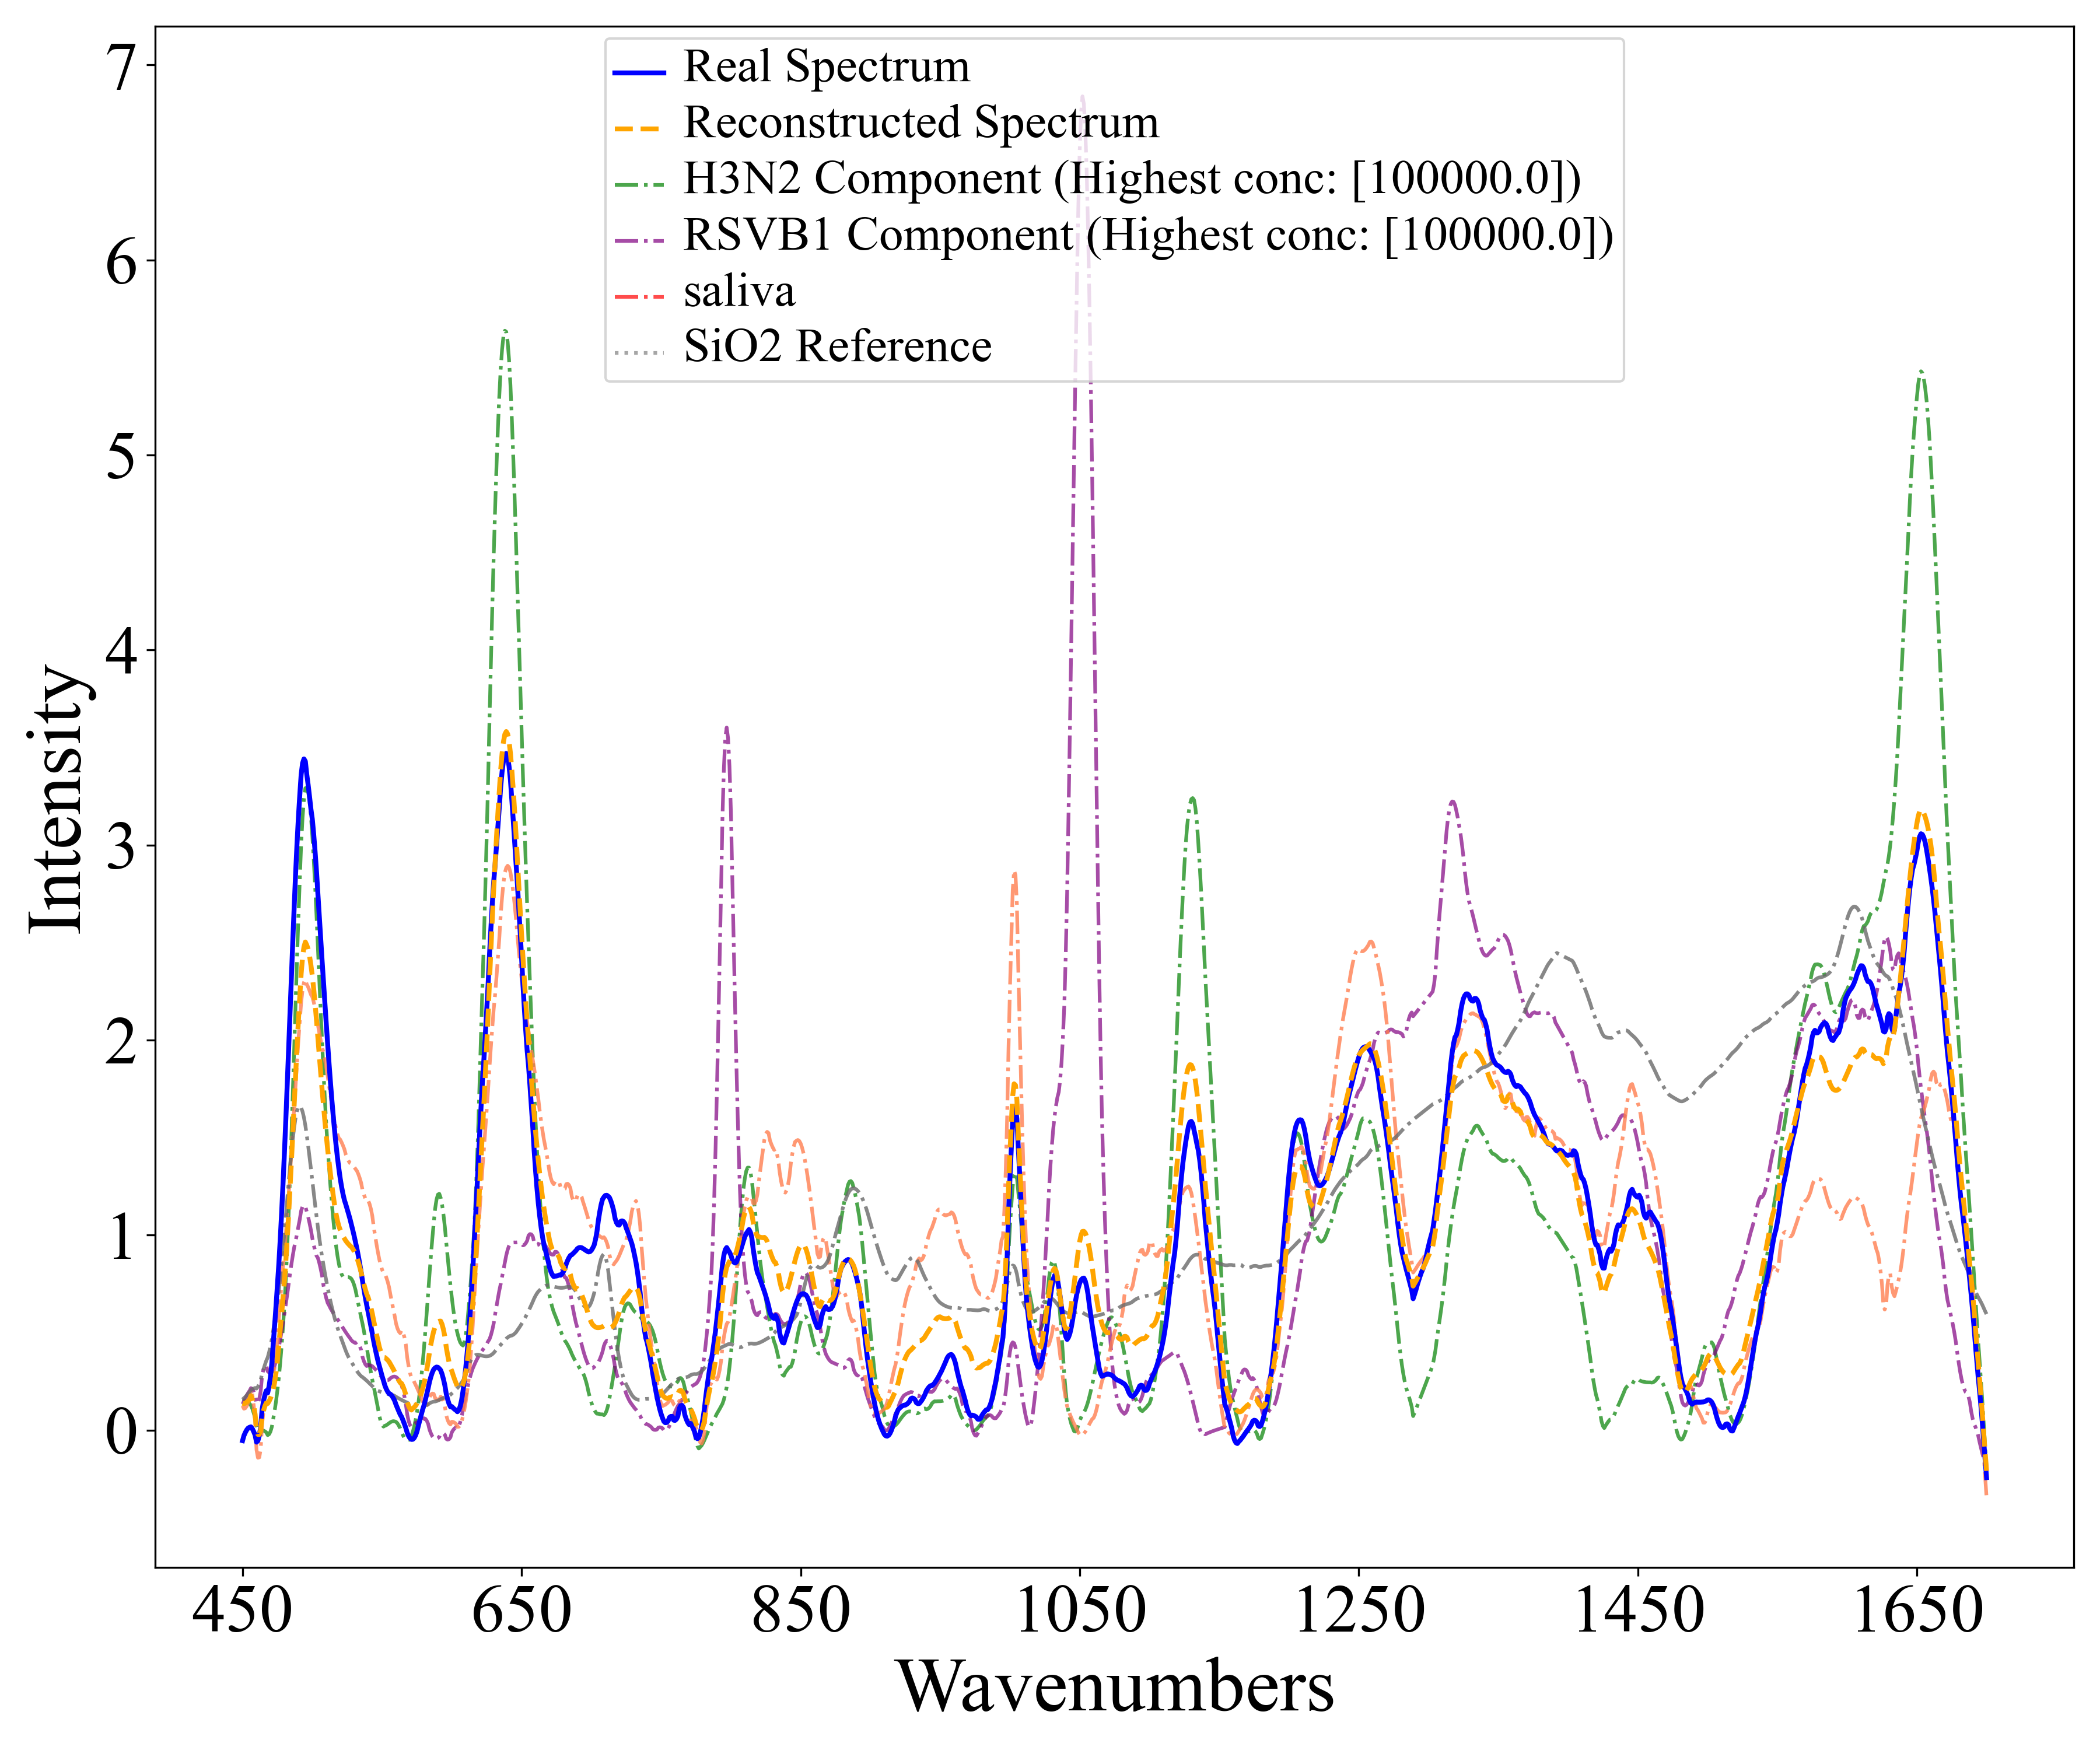 Real Spectrum
Reconstructed Spectrum
H3N2 Component (Highest conc: [100000.0])
RSVB1 Component (Highest conc: [100000.0])
saliva
SiO2 Reference
Intensity
7
6
5
4
3
2
1
0
450 650 850 1050 1250 1450 1650
Wavenumbers